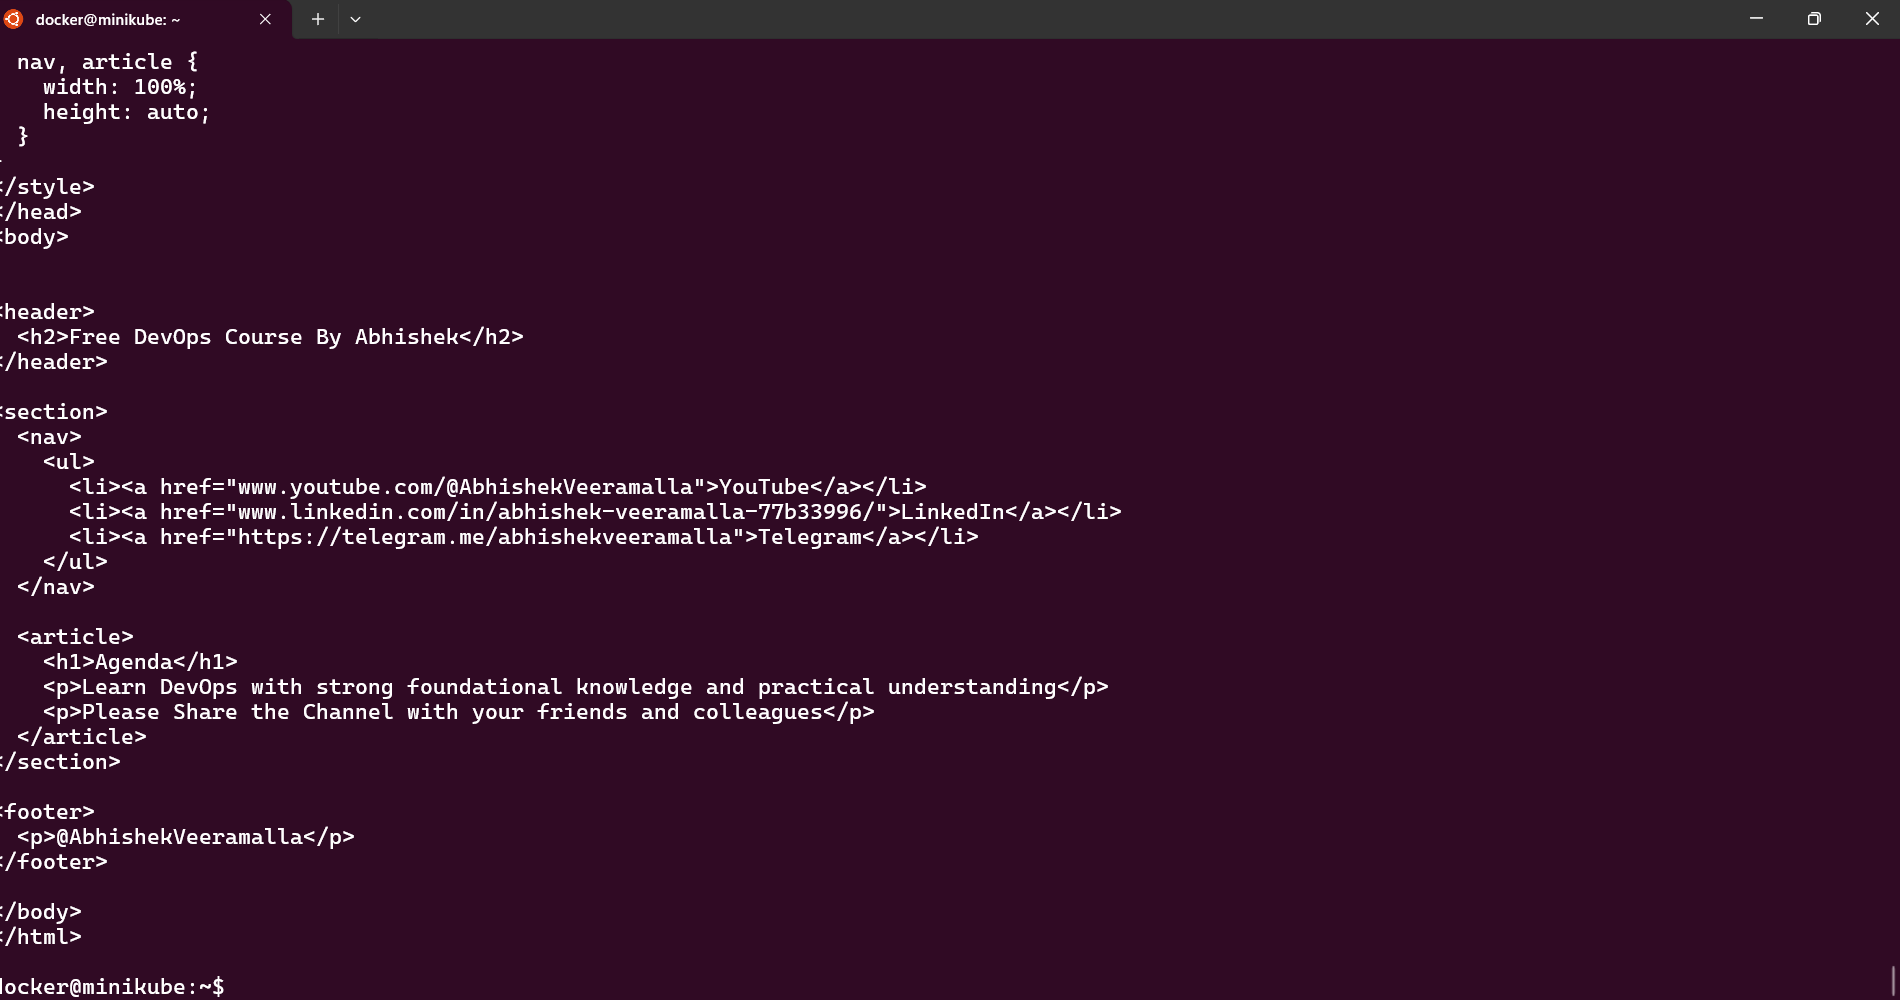 docker@minikube: ~
nav, article {
width: 100%;
height: auto;
}
</style>
</head>
<body>
<header>
<h2>Free DevOps Course By Abhishek</h2>
</header>
<section>
<nav>
<ul>
<li><a href="www.youtube.com/@AbhishekVeeramalla">YouTube</a></li>
<li><a href="www.linkedin.com/in/abhishek-veeramalla-77b33996/">LinkedIn</a></li>
<li><a href="https://telegram.me/abhishekveeramalla">Telegram</a></li>
</ul>
</nav>
<article>
<h1>Agenda</h1>
<p>Learn DevOps with strong foundational knowledge and practical understanding</p>
<p>Please Share the Channel with your friends and colleagues</p>
</article>
</section>
<footer>
<p>@AbhishekVeeramalla</p>
</footer>
</body>
</html>
docker@minikube:~$